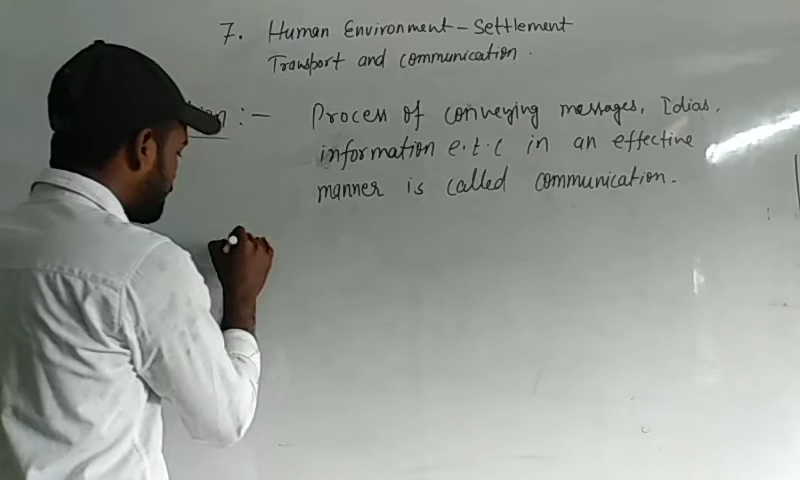 7. Human Environment - Settlement
Transport and communication.
:- Process of conveying messages, Idias,
information e.t.c in an effective
manner is called communication.